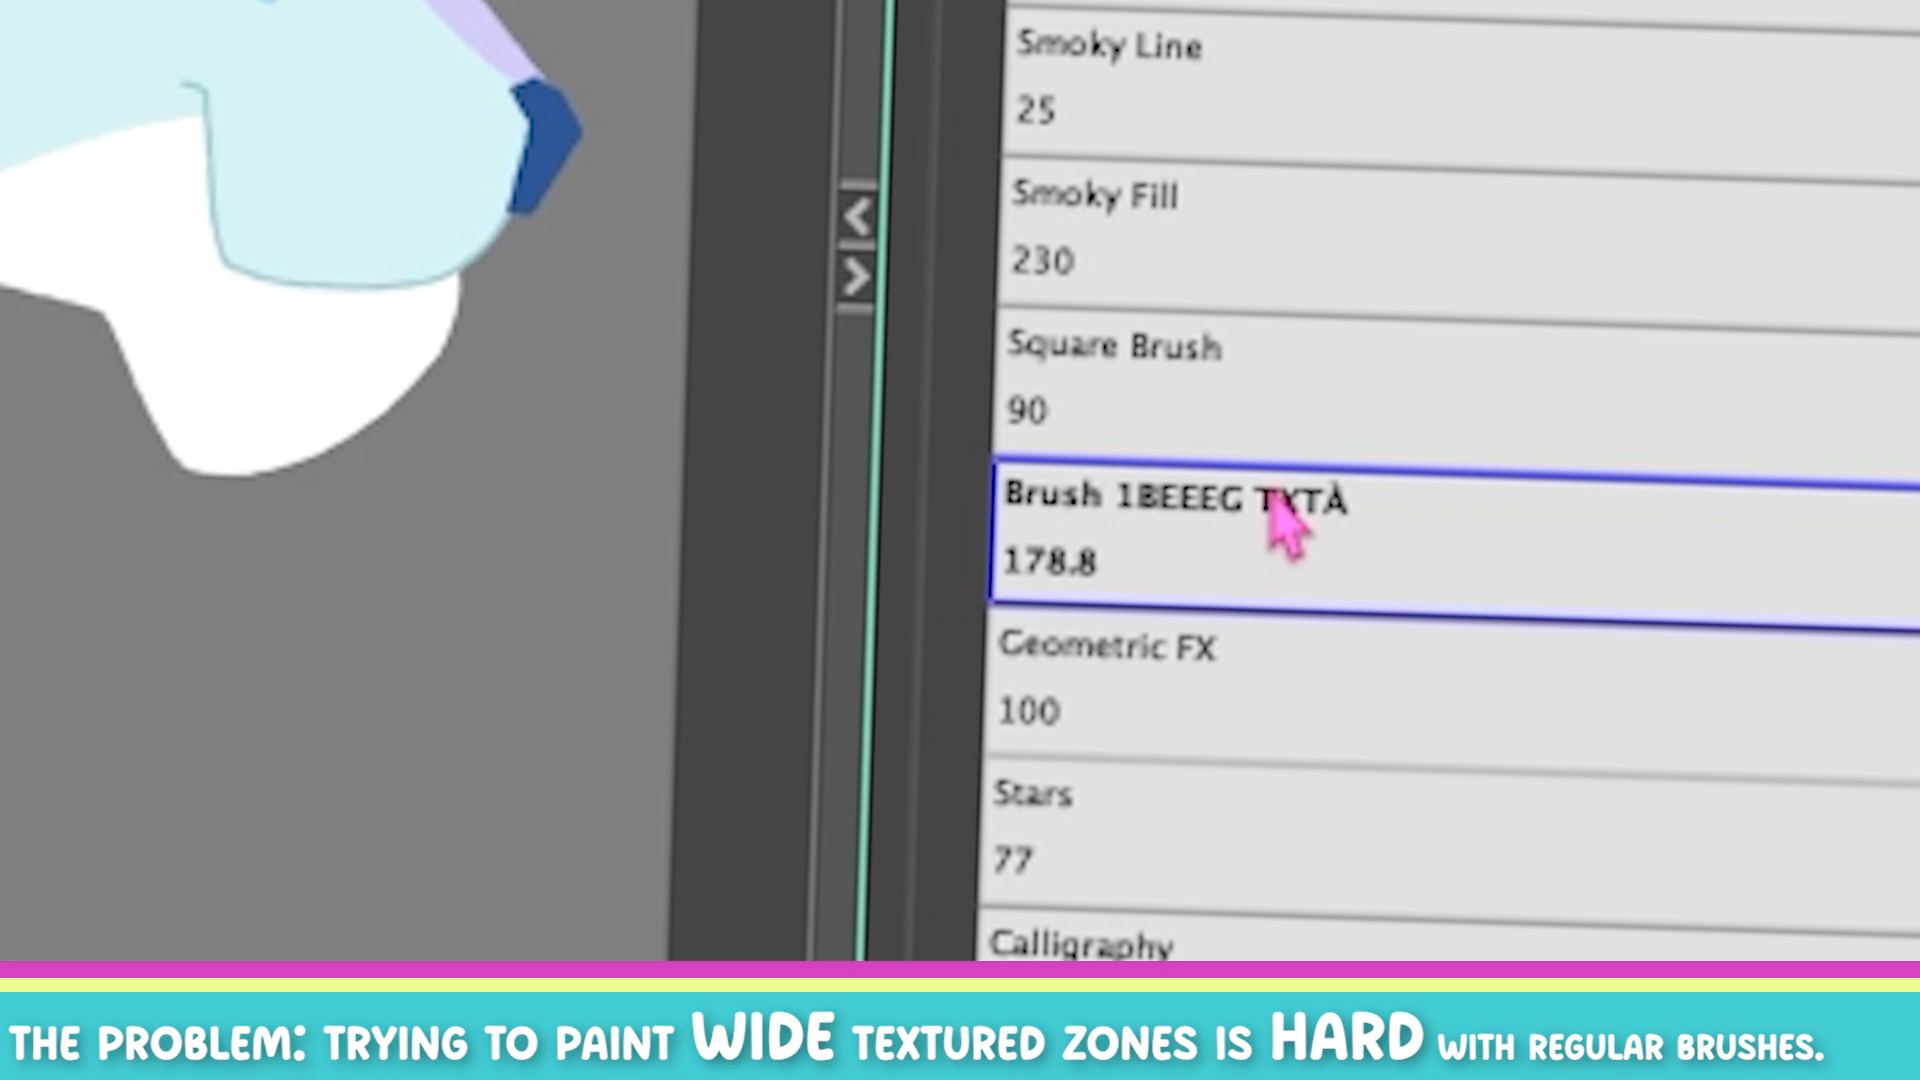 Smoky Line
25
Smoky Fill
230
Square Brush
90
Brush 1BEEEG TXTÀ
178.8
Geometric FX
100
Stars
77
Calligraphy
THE PROBLEM: TRYING TO PAINT WIDE TEXTURED ZONES IS HARD WITH REGULAR BRUSHES.